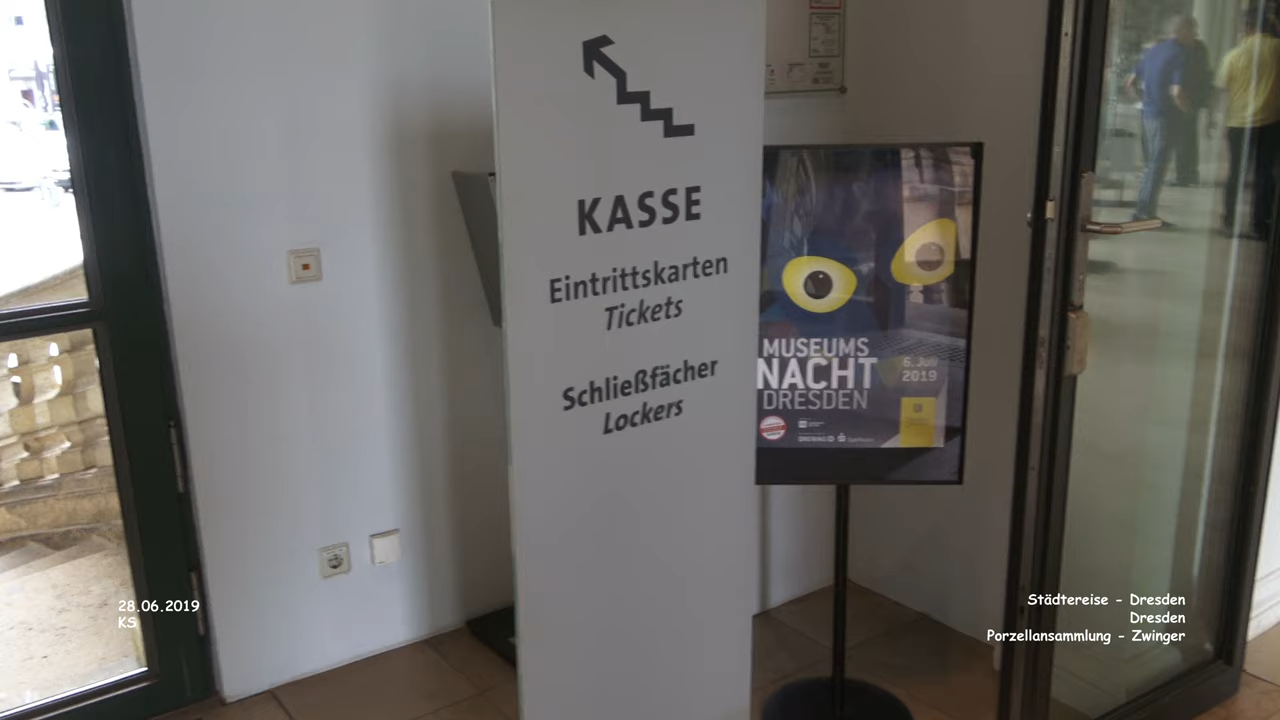 KASSE
Eintrittskarten
Tickets
Schließfächer
Lockers
MUSEUMS
NACHT
DRESDEN
6. Juli
2019
28.06.2019
KS
Städtereise - Dresden
Dresden
Porzellansammlung - Zwinger